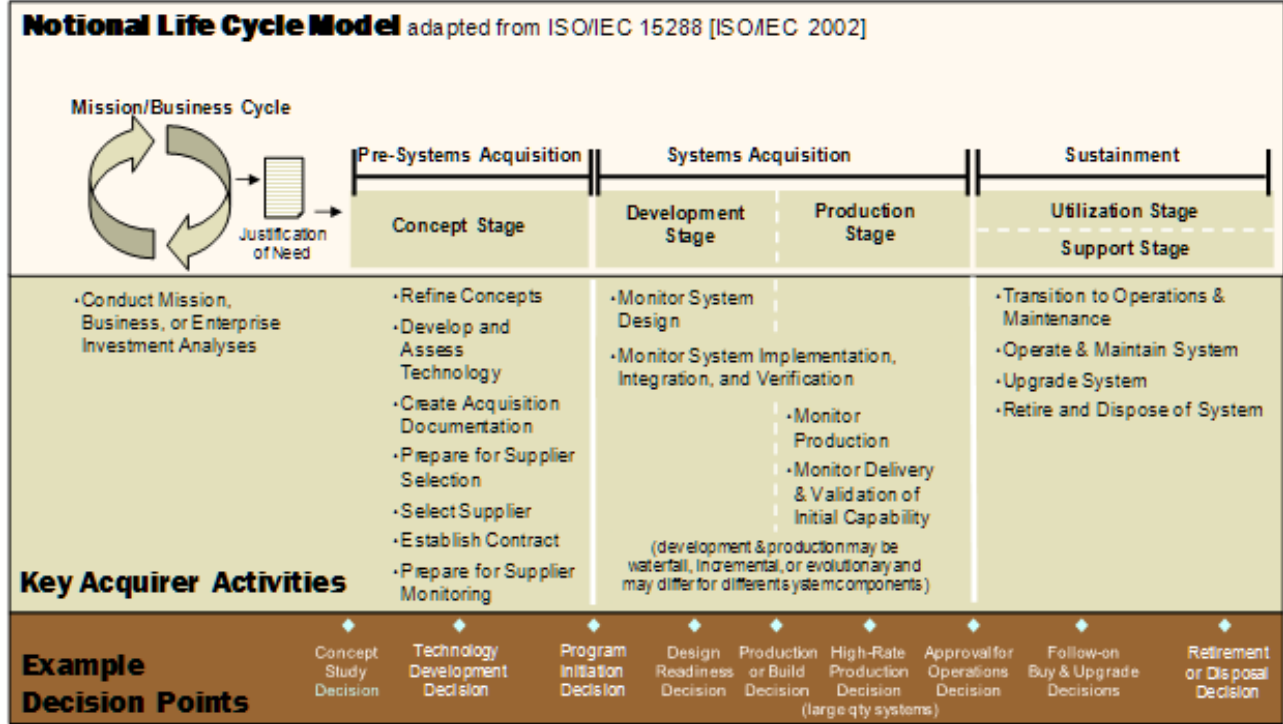 Notional Life Cycle Model adapted from ISO/IEC 15288 [ISO/IEC 2002]
Mission/Business Cycle
Justification
of Need
Pre-Systems Acquisition
Systems Acquisition
Sustainment
Concept Stage
Development
Stage
Production
Stage
Utilization Stage
Support Stage
·Conduct Mission,
Business, or Enterprise
Investment Analyses
·Refine Concepts
·Develop and
Assess
Technology
·Create Acquisition
Documentation
·Prepare for Supplier
Selection
·Select Supplier
·Establish Contract
·Prepare for Supplier
Monitoring
·Monitor System
Design
·Monitor System Implementation,
Integration, and Verification
·Monitor
Production
·Monitor Delivery
& Validation of
Initial Capability
(development & production may be
waterfall, incremental, or evolutionary and
may differ for different system components)
·Transition to Operations &
Maintenance
·Operate & Maintain System
·Upgrade System
·Retire and Dispose of System
Key Acquirer Activities
Example
Decision Points
Concept
Study
Decision
Technology
Development
Decision
Program
Initiation
Decision
Design
Readiness
Decision
Production
or Build
Decision
High-Rate
Production
Decision
(large qty systems)
Approval for
Operations
Decision
Follow-on
Buy & Upgrade
Decisions
Retirement
or Disposal
Decision